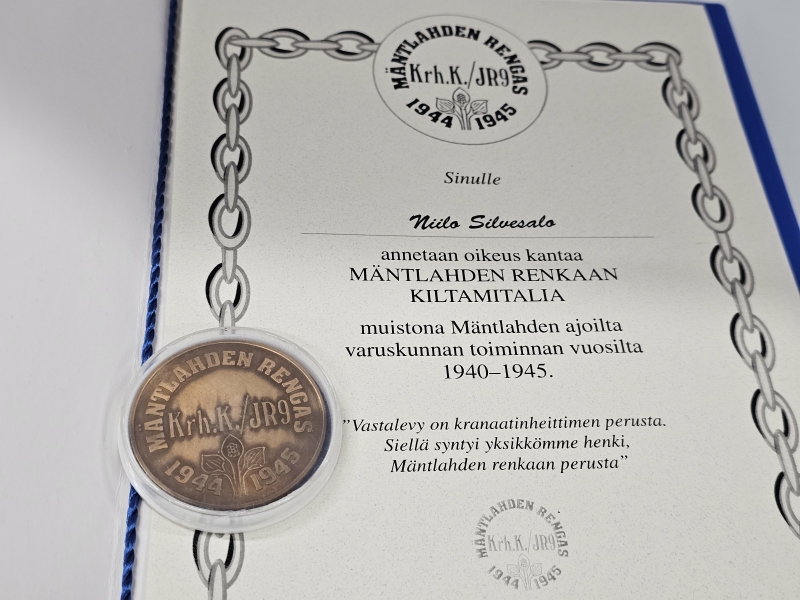 MÄNTLAHDEN RENGAS
Krh.K./JR9
1944 1945
Sinulle
Niilo Silvesalo
annetaan oikeus kantaa
MÄNTLAHDEN RENKAAN
KILTAMITALIA
muistona Mäntlahden ajoilta
varuskunnan toiminnan vuosilta
1940–1945.
"Vastalevy on kranaatinheittimen perusta.
Siellä syntyi yksikkömme henki,
Mäntlahden renkaan perusta"
MÄNTLAHDEN RENGAS
Krh.K./JR9
1944 1945
MÄNTLAHDEN RENGAS
Krh.K./JR9
1944 1945